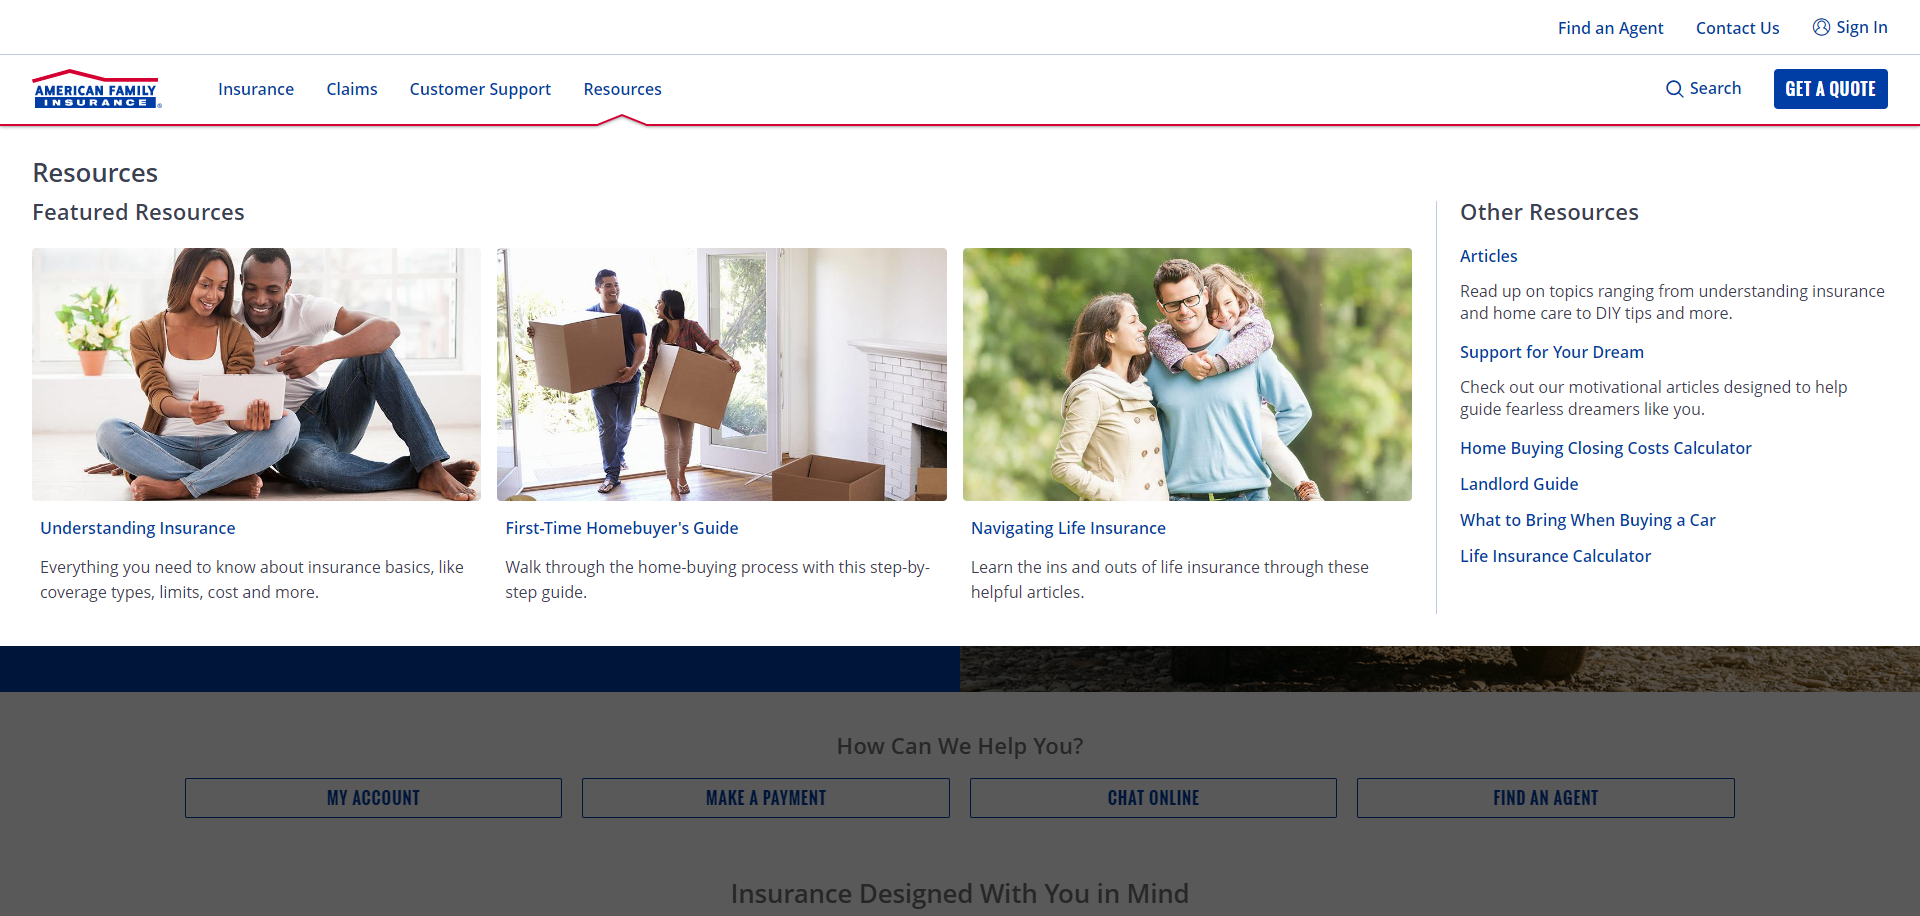 Find an Agent
Contact Us
Sign In
AMERICAN FAMILY
INSURANCE®
Insurance
Claims
Customer Support
Resources
Search
GET A QUOTE
Resources
Featured Resources
Understanding Insurance
Everything you need to know about insurance basics, like
coverage types, limits, cost and more.
First-Time Homebuyer's Guide
Walk through the home-buying process with this step-by-
step guide.
Navigating Life Insurance
Learn the ins and outs of life insurance through these
helpful articles.
Other Resources
Articles
Read up on topics ranging from understanding insurance
and home care to DIY tips and more.
Support for Your Dream
Check out our motivational articles designed to help
guide fearless dreamers like you.
Home Buying Closing Costs Calculator
Landlord Guide
What to Bring When Buying a Car
Life Insurance Calculator
How Can We Help You?
MY ACCOUNT
MAKE A PAYMENT
CHAT ONLINE
FIND AN AGENT
Insurance Designed With You in Mind